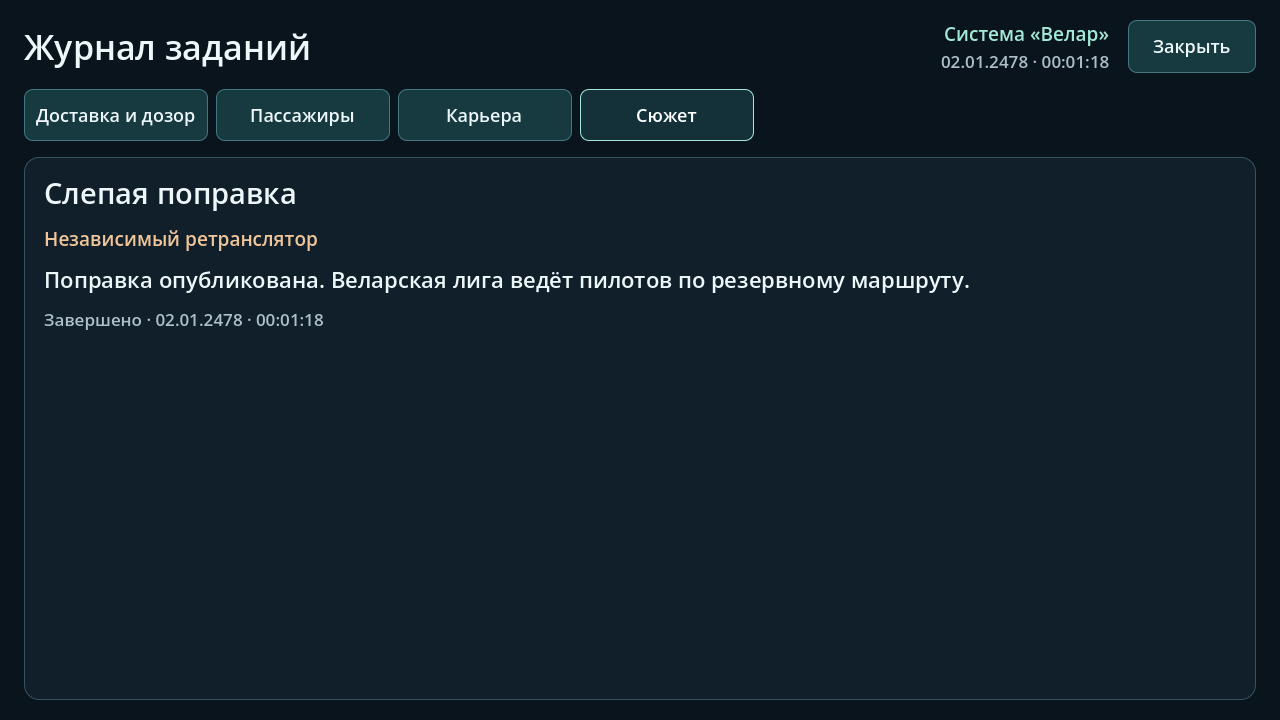 Журнал заданий
Система «Велар»
02.01.2478 · 00:01:18
Закрыть
Доставка и дозор
Пассажиры
Карьера
Сюжет
Слепая поправка
Независимый ретранслятор
Поправка опубликована. Веларская лига ведёт пилотов по резервному маршруту.
Завершено · 02.01.2478 · 00:01:18